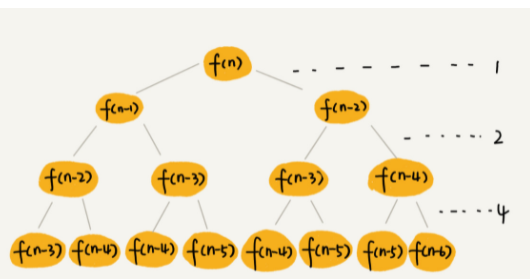 f(n) 1
f(n-1) f(n-2)
2
f(n-2) f(n-3) f(n-3) f(n-4)
4
f(n-3) f(n-4) f(n-4) f(n-5) f(n-4) f(n-5) f(n-5) f(n-6)